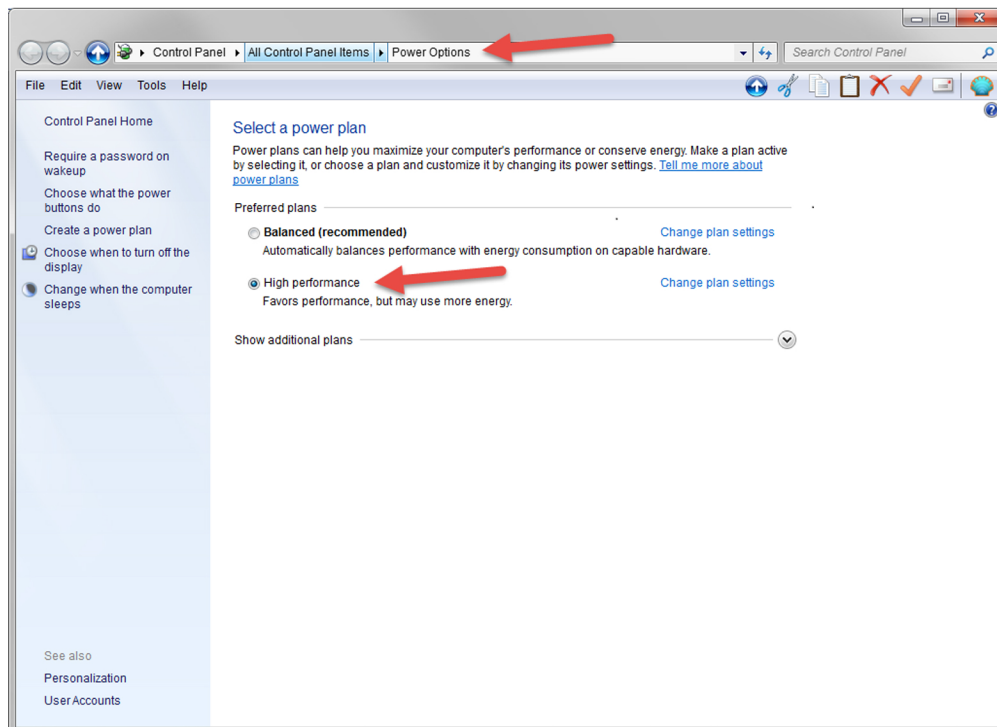 Control Panel All Control Panel Items Power Options Search Control Panel
File Edit View Tools Help
Control Panel Home
Require a password on
wakeup
Choose what the power
buttons do
Create a power plan
Choose when to turn off the
display
Change when the computer
sleeps
Select a power plan
Power plans can help you maximize your computer's performance or conserve energy. Make a plan active
by selecting it, or choose a plan and customize it by changing its power settings. Tell me more about
power plans
Preferred plans
Balanced (recommended) Change plan settings
Automatically balances performance with energy consumption on capable hardware.
High performance Change plan settings
Favors performance, but may use more energy.
Show additional plans
See also
Personalization
User Accounts